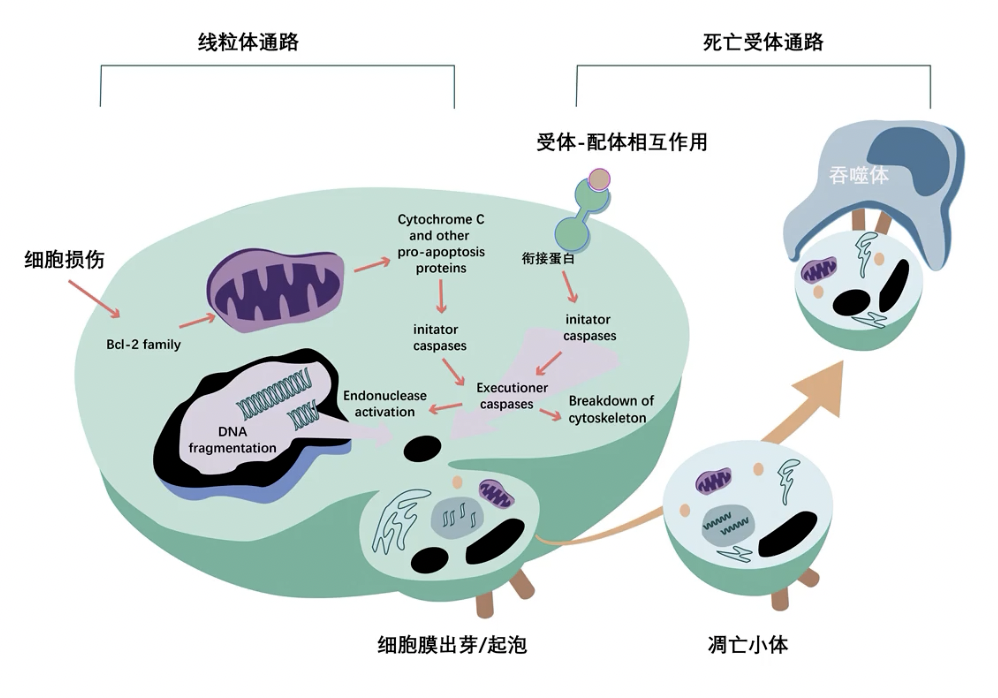 线粒体通路
死亡受体通路
受体-配体相互作用
吞噬体
细胞损伤
Bcl-2 family
Cytochrome C
and other
pro-apoptosis
proteins
initator
caspases
衔接蛋白
initator
caspases
Executioner
caspases
Endonuclease
activation
Breakdown of
cytoskeleton
DNA
fragmentation
细胞膜出芽/起泡
凋亡小体